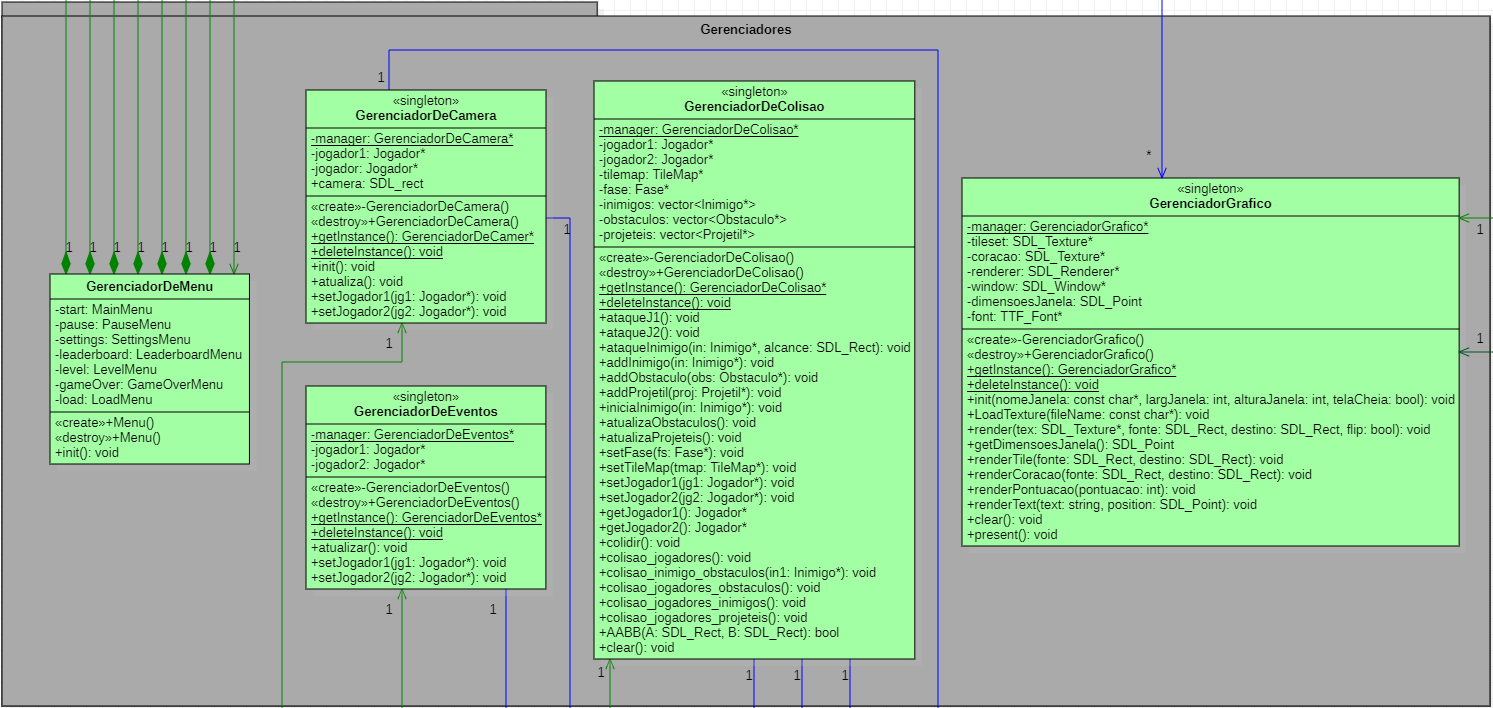 Gerenciadores
1
1
1
1
1
1
1
1
GerenciadorDeMenu
-start: MainMenu
-pause: PauseMenu
-settings: SettingsMenu
-leaderboard: LeaderboardMenu
-level: LevelMenu
-gameOver: GameOverMenu
-load: LoadMenu
«create»+Menu()
«destroy»+Menu()
+init(): void
1
«singleton»
GerenciadorDeCamera
-manager: GerenciadorDeCamera*
-jogador1: Jogador*
-jogador: Jogador*
+camera: SDL_rect
«create»-GerenciadorDeCamera()
«destroy»+GerenciadorDeCamera()
+getInstance(): GerenciadorDeCamer*
+deleteInstance(): void
+init(): void
+atualiza(): void
+setJogador1(jg1: Jogador*): void
+setJogador2(jg2: Jogador*): void
1
1
«singleton»
GerenciadorDeEventos
-manager: GerenciadorDeEventos*
-jogador1: Jogador*
-jogador2: Jogador*
«create»-GerenciadorDeEventos()
«destroy»+GerenciadorDeEventos()
+getInstance(): GerenciadorDeEventos*
+deleteInstance(): void
+atualizar(): void
+setJogador1(jg1: Jogador*): void
+setJogador2(jg2: Jogador*): void
1
1
«singleton»
GerenciadorDeColisao
-manager: GerenciadorDeColisao*
-jogador1: Jogador*
-jogador2: Jogador*
-tilemap: TileMap*
-fase: Fase*
-inimigos: vector<Inimigo*>
-obstaculos: vector<Obstaculo*>
-projeteis: vector<Projetil*>
«create»-GerenciadorDeColisao()
«destroy»+GerenciadorDeColisao()
+getInstance(): GerenciadorDeColisao*
+deleteInstance(): void
+ataqueJ1(): void
+ataqueJ2(): void
+ataqueInimigo(in: Inimigo*, alcance: SDL_Rect): void
+addInimigo(in: Inimigo*): void
+addObstaculo(obs: Obstaculo*): void
+addProjetil(proj: Projetil*): void
+iniciaInimigo(in: Inimigo*): void
+atualizaObstaculos(): void
+atualizaProjeteis(): void
+setFase(fs: Fase*): void
+setTileMap(tmap: TileMap*): void
+setJogador1(jg1: Jogador*): void
+setJogador2(jg2: Jogador*): void
+getJogador1(): Jogador*
+getJogador2(): Jogador*
+colidir(): void
+colisao_jogadores(): void
+colisao_inimigo_obstaculos(in1: Inimigo*): void
+colisao_jogadores_obstaculos(): void
+colisao_jogadores_inimigos(): void
+colisao_jogadores_projeteis(): void
+AABB(A: SDL_Rect, B: SDL_Rect): bool
+clear(): void
1
1
1
1
*
«singleton»
GerenciadorGrafico
-manager: GerenciadorGrafico*
-tileset: SDL_Texture*
-coracao: SDL_Texture*
-renderer: SDL_Renderer*
-window: SDL_Window*
-dimensoesJanela: SDL_Point
-font: TTF_Font*
«create»-GerenciadorGrafico()
«destroy»+GerenciadorGrafico()
+getInstance(): GerenciadorGrafico*
+deleteInstance(): void
+init(nomeJanela: const char*, largJanela: int, alturaJanela: int, telaCheia: bool): void
+LoadTexture(fileName: const char*): void
+render(tex: SDL_Texture*, fonte: SDL_Rect, destino: SDL_Rect, flip: bool): void
+getDimensoesJanela(): SDL_Point
+renderTile(fonte: SDL_Rect, destino: SDL_Rect): void
+renderCoracao(fonte: SDL_Rect, destino: SDL_Rect): void
+renderPontuacao(pontuacao: int): void
+renderText(text: string, position: SDL_Point): void
+clear(): void
+present(): void
1
1